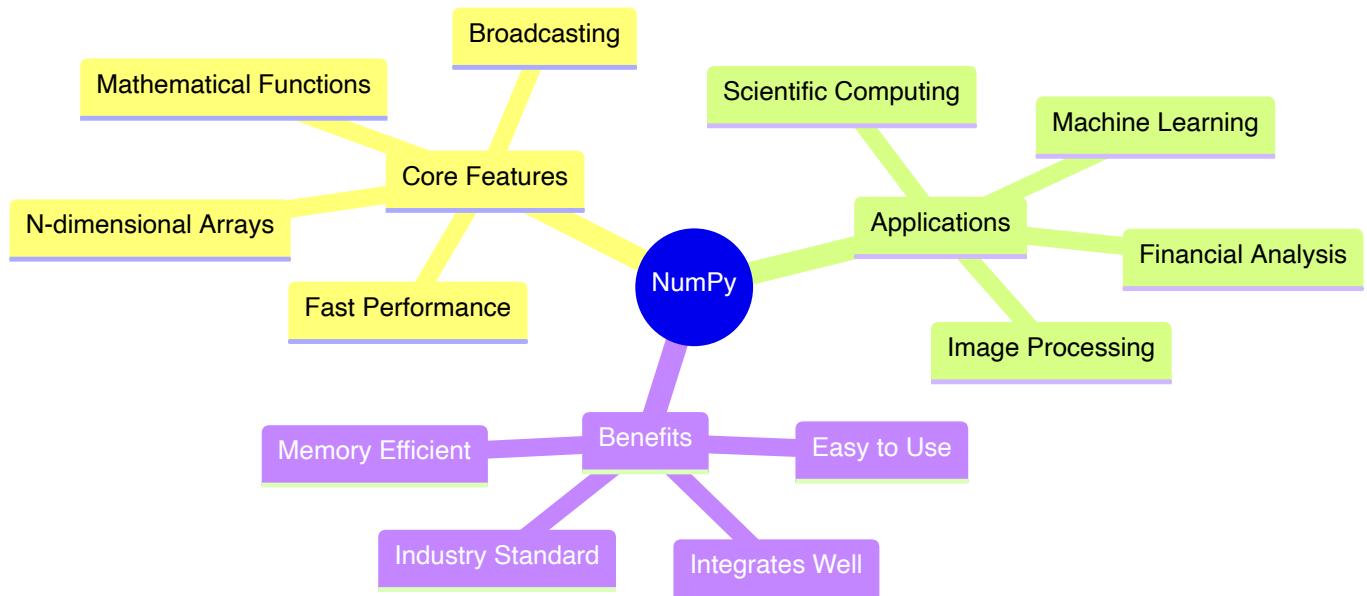 NumPy
Core Features
Broadcasting
Mathematical Functions
N-dimensional Arrays
Fast Performance
Applications
Scientific Computing
Machine Learning
Financial Analysis
Image Processing
Benefits
Memory Efficient
Easy to Use
Industry Standard
Integrates Well